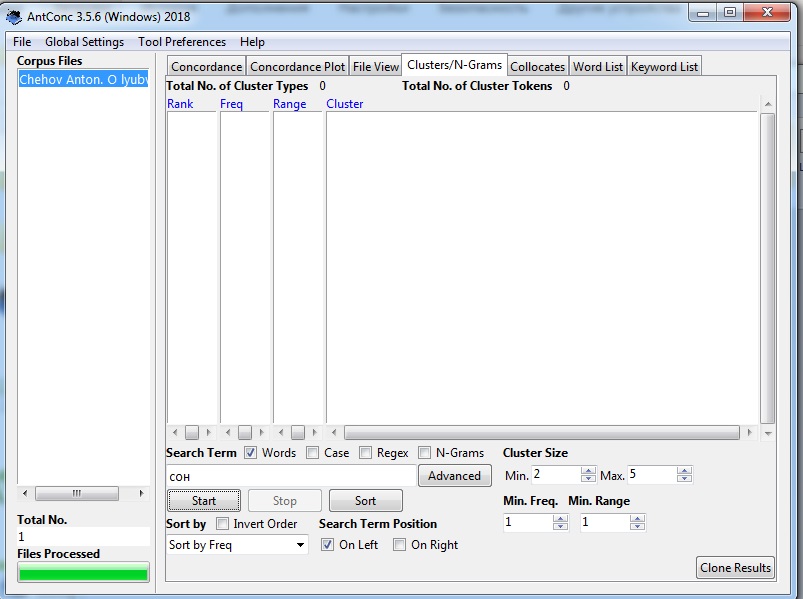 AntConc 3.5.6 (Windows) 2018
File Global Settings Tool Preferences Help
Corpus Files
Chehov Anton. O lyubv
Concordance Concordance Plot File View Clusters/N-Grams Collocates Word List Keyword List
Total No. of Cluster Types 0 Total No. of Cluster Tokens 0
Rank Freq Range Cluster
Search Term Words Case Regex N-Grams Cluster Size
сон Advanced Min. 2 Max. 5
Start Stop Sort Min. Freq. Min. Range
Total No.
1
Sort by Invert Order Search Term Position 1 1
Sort by Freq On Left On Right
Files Processed
Clone Results